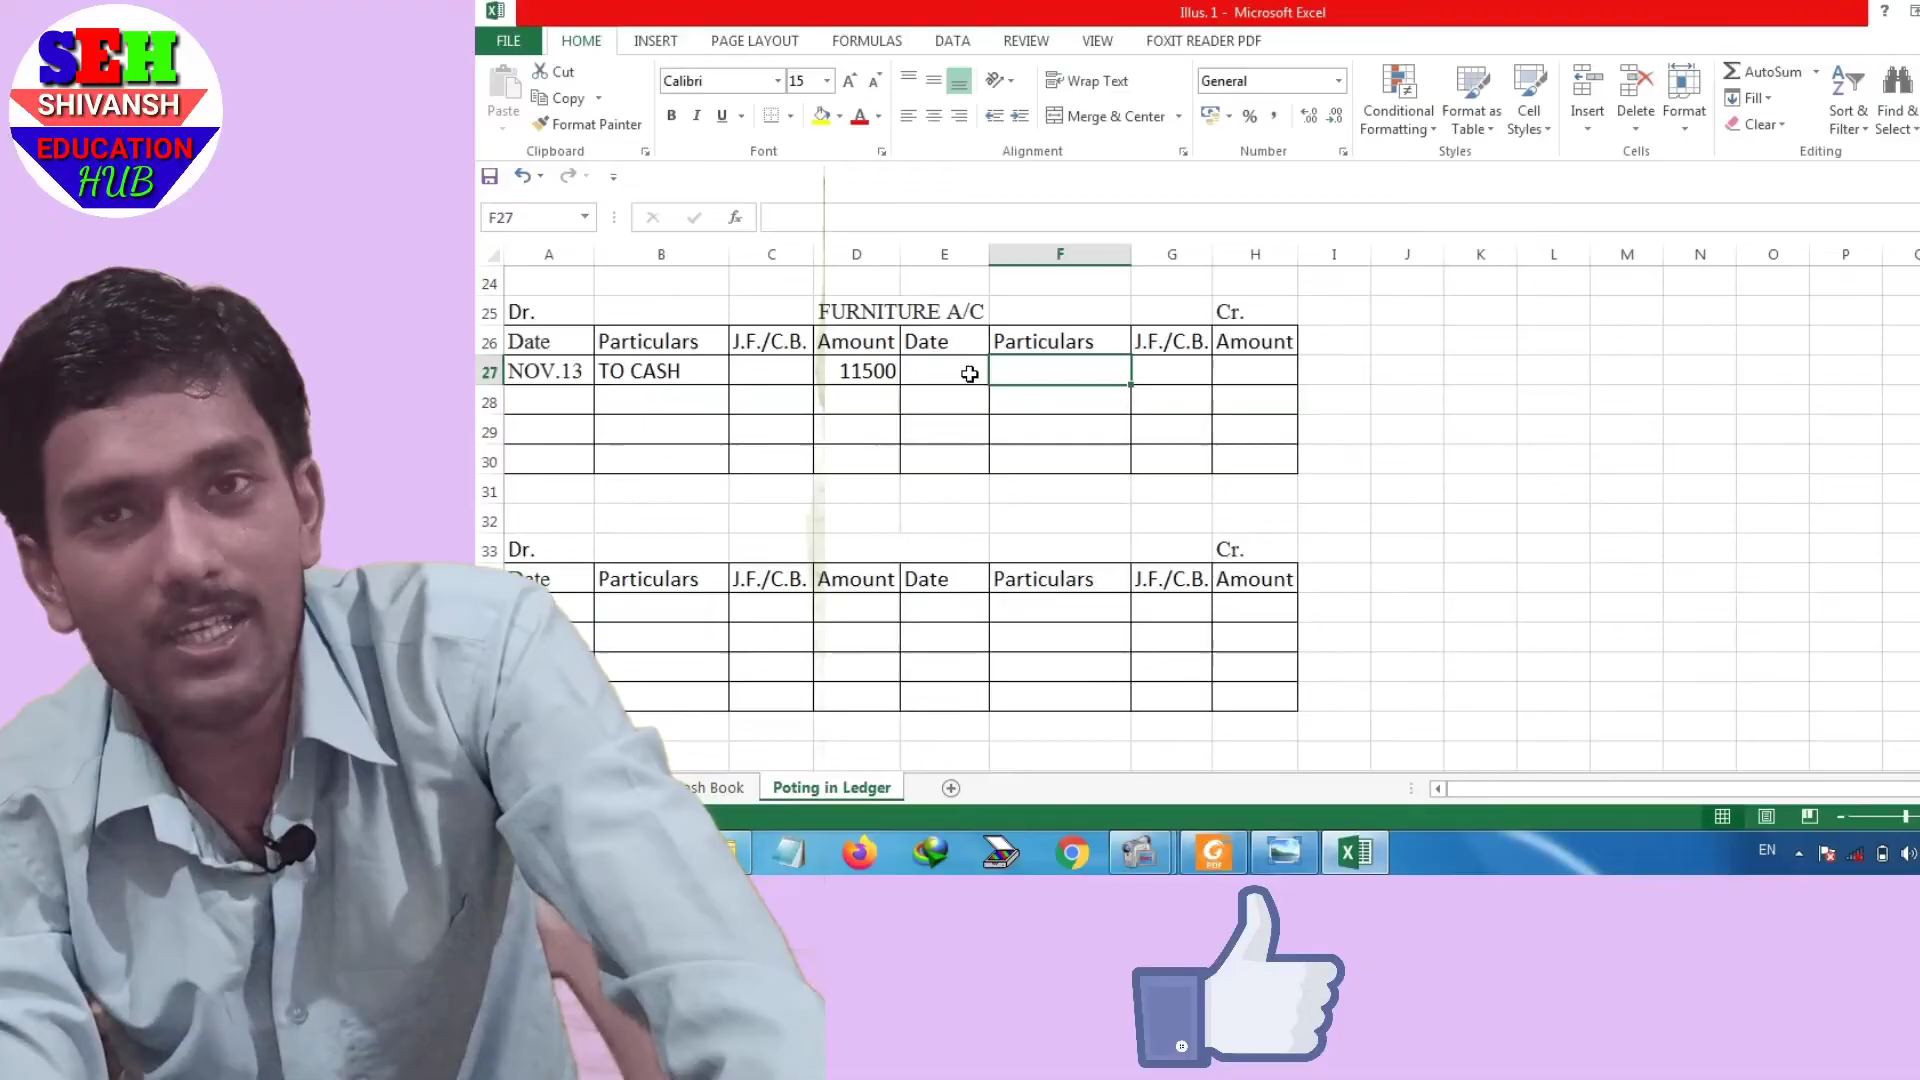 SEH
SHIVANSH
EDUCATION
HUB
Illus. 1 - Microsoft Excel
?
FILE HOME INSERT PAGE LAYOUT FORMULAS DATA REVIEW VIEW FOXIT READER PDF
Paste
Cut
Copy
Format Painter
Clipboard
Calibri 15
B I U
A
Font
Wrap Text
Merge & Center
Alignment
General
%
Number
Conditional Formatting
Format as Table
Cell Styles
Styles
Insert
Delete
Format
Cells
AutoSum
Fill
Clear
Sort & Filter
Find & Select
Editing
F27
fx
A B C D E F G H I J K L M N O P
24
25 Dr. FURNITURE A/C Cr.
26 Date Particulars J.F./C.B. Amount Date Particulars J.F./C.B. Amount
27 NOV.13 TO CASH 11500
28
29
30
31
32
33 Dr. Cr.
Date Particulars J.F./C.B. Amount Date Particulars J.F./C.B. Amount
Book Poting in Ledger
EN
PDF